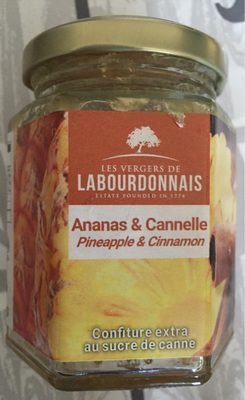 LES VERGERS DE
LABOURDONNAIS
ESTATE FOUNDED IN 1774
Ananas & Cannelle
Pineapple & Cinnamon
Confiture extra
au sucre de canne